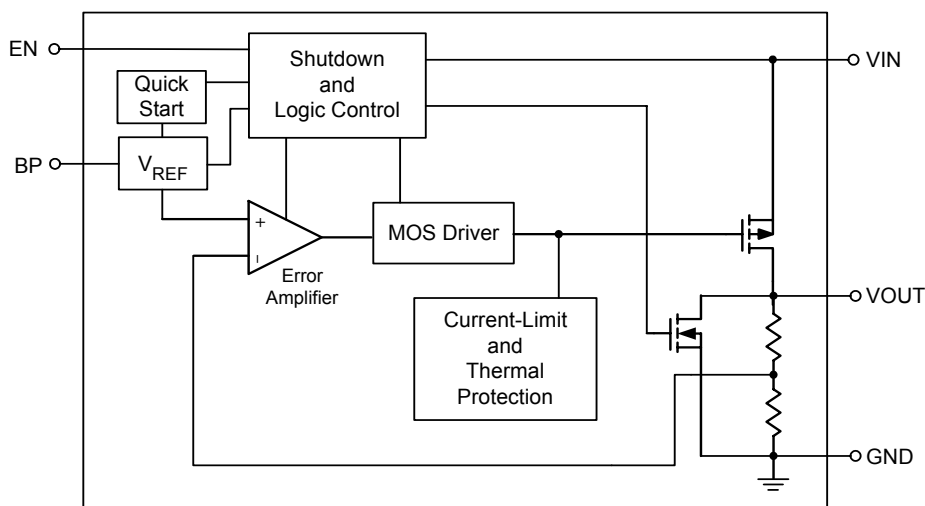 EN
Shutdown
and
Logic Control
VIN
Quick
Start
BP
VREF
+
-
Error
Amplifier
MOS Driver
Current-Limit
and
Thermal
Protection
VOUT
GND